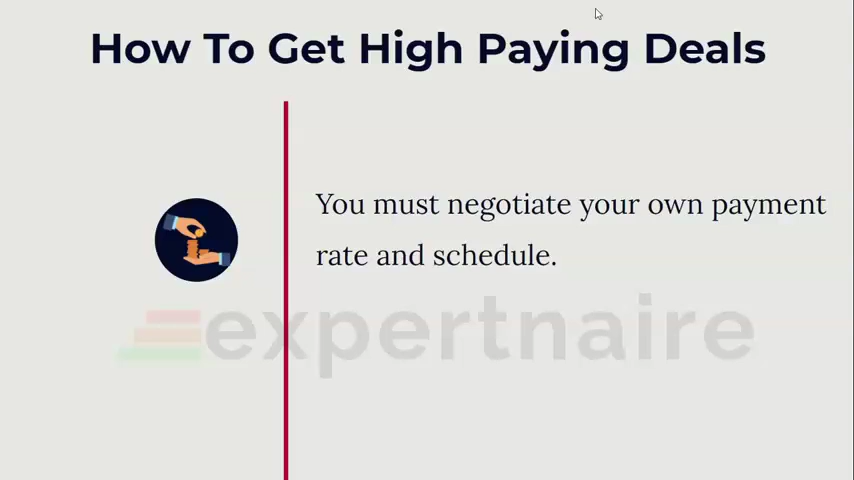 How To Get High Paying Deals
You must negotiate your own payment
rate and schedule.
expertnaire